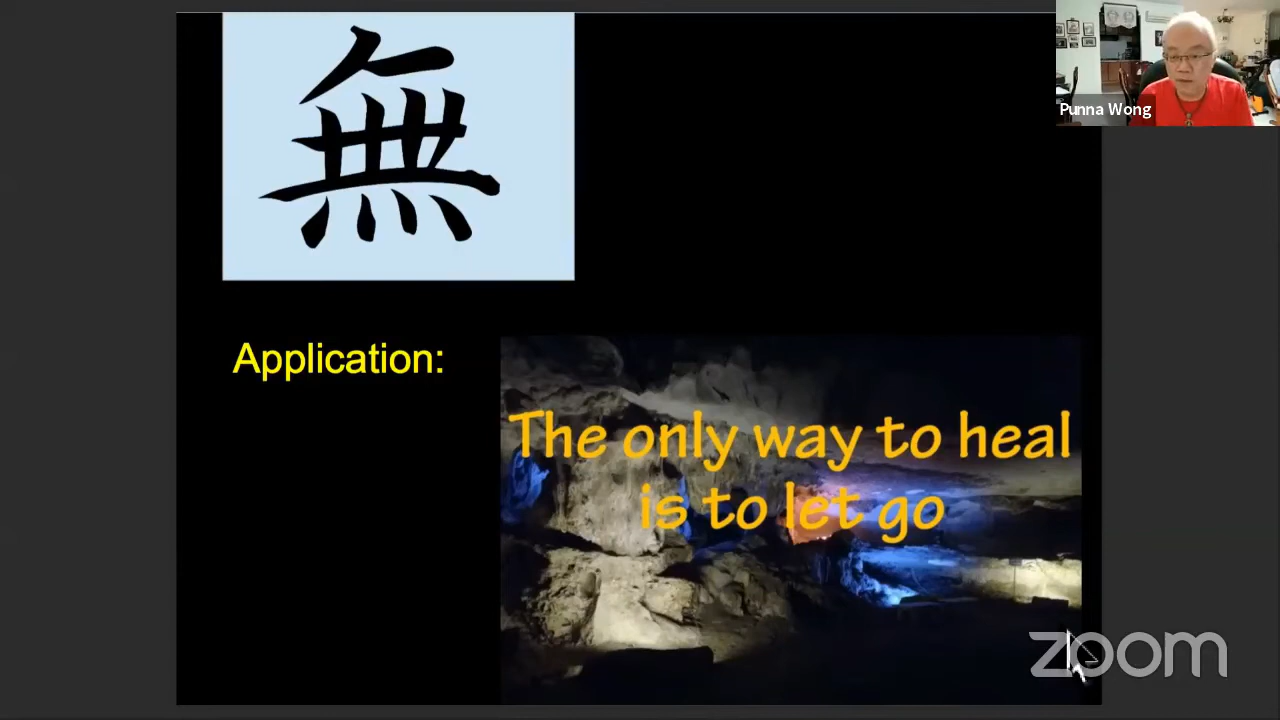 無
Punna Wong
Application:
The only way to heal
is to let go
zoom